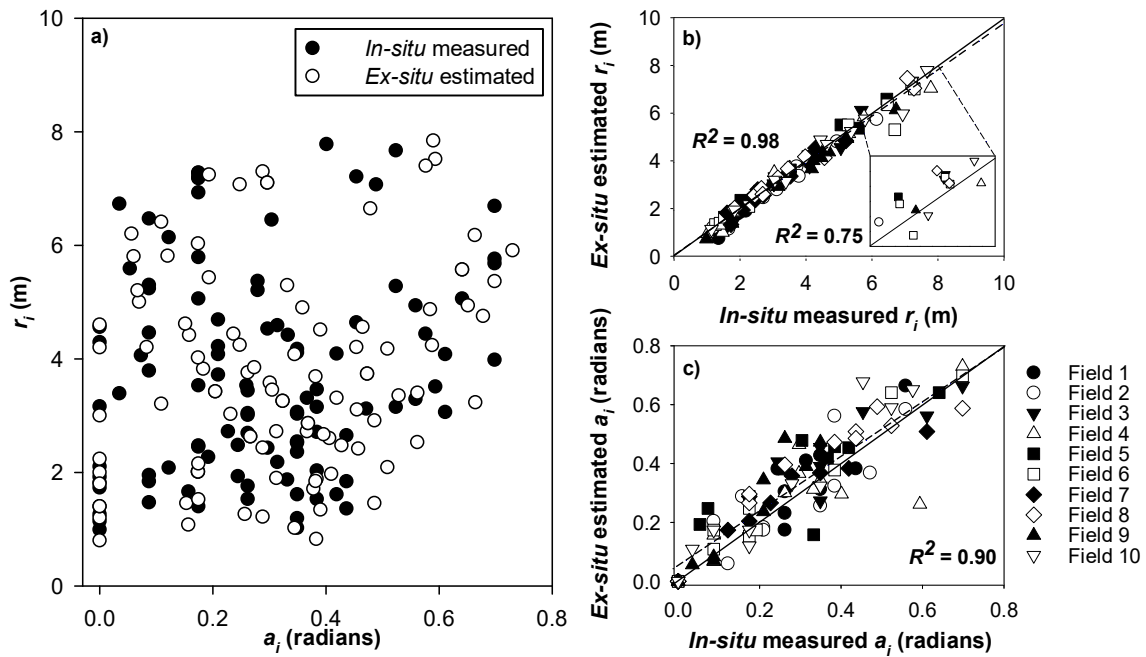 a)
In-situ measured
Ex-situ estimated
10
8
6
4
2
0
r_i (m)
0.0 0.2 0.4 0.6 0.8
a_i (radians)
b)
10
8
6
4
2
0
Ex-situ estimated r_i (m)
R² = 0.98
R² = 0.75
0 2 4 6 8 10
In-situ measured r_i (m)
c)
0.8
0.6
0.4
0.2
0.0
Ex-situ estimated a_i (radians)
R² = 0.90
0.0 0.2 0.4 0.6 0.8
In-situ measured a_i (radians)
Field 1
Field 2
Field 3
Field 4
Field 5
Field 6
Field 7
Field 8
Field 9
Field 10